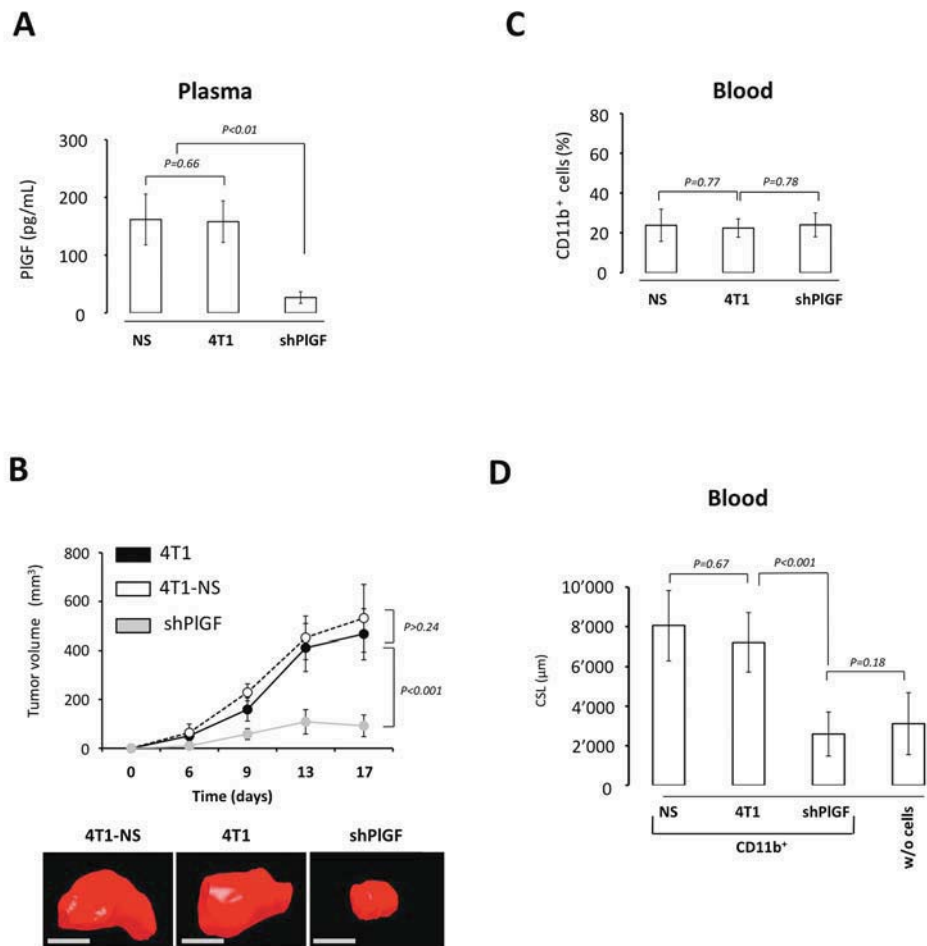 A
Plasma
P<0.01
P=0.66
PlGF (pg/mL)
300
200
100
0
NS 4T1 shPlGF
B
4T1
4T1-NS
shPlGF
Tumor volume (mm³)
800
600
400
200
0
P>0.24
P<0.001
0 6 9 13 17
Time (days)
4T1-NS 4T1 shPlGF
C
Blood
CD11b⁺ cells (%)
80
60
40
20
0
P=0.77 P=0.78
NS 4T1 shPlGF
D
Blood
P=0.67 P<0.001
P=0.18
CSL (µm)
10’000
8’000
6’000
4’000
2’000
0
NS 4T1 shPlGF
w/o cells
CD11b⁺